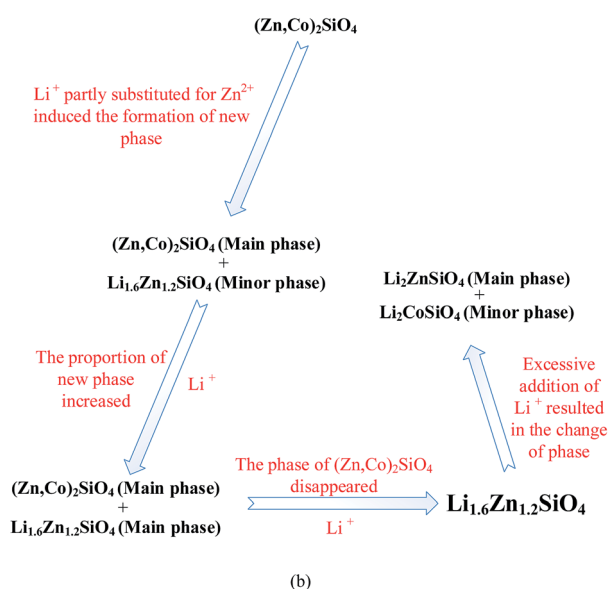 (Zn,Co)₂SiO₄
Li⁺ partly substituted for Zn²⁺
induced the formation of new
phase
(Zn,Co)₂SiO₄ (Main phase)
+
Li₁.₆Zn₁.₂SiO₄ (Minor phase)
Li₂ZnSiO₄ (Main phase)
+
Li₂CoSiO₄ (Minor phase)
The proportion of
new phase
increased
Li⁺
Excessive
addition of
Li⁺ resulted
in the change
of phase
(Zn,Co)₂SiO₄ (Main phase)
+
Li₁.₆Zn₁.₂SiO₄ (Main phase)
The phase of (Zn,Co)₂SiO₄
disappeared
Li⁺
Li₁.₆Zn₁.₂SiO₄
(b)